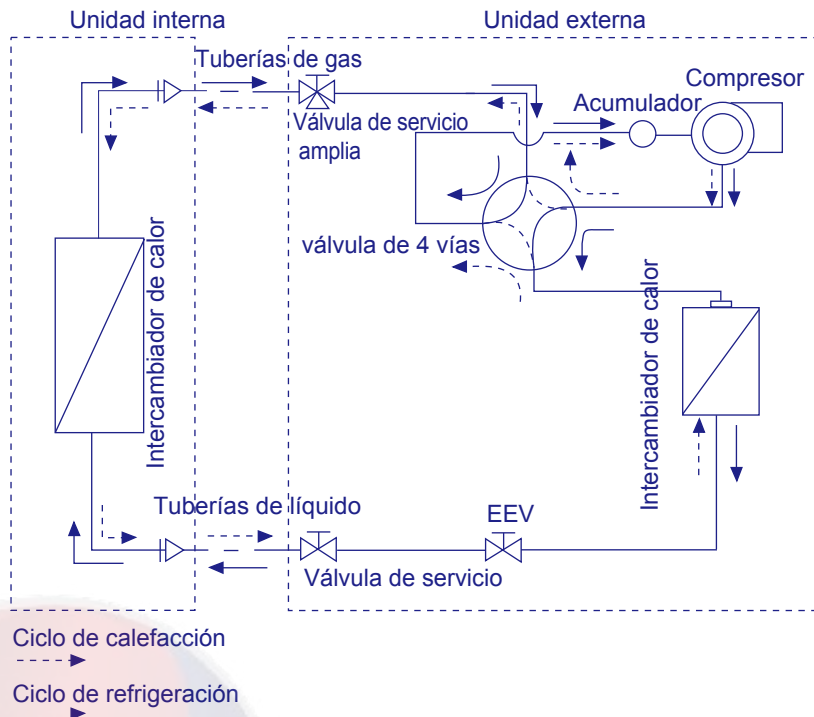 Unidad interna
Unidad externa
Tuberías de gas
Compresor
Acumulador
Válvula de servicio
amplia
válvula de 4 vías
Intercambiador de calor
Intercambiador de calor
Tuberías de líquido
EEV
Válvula de servicio
Ciclo de calefacción
Ciclo de refrigeración